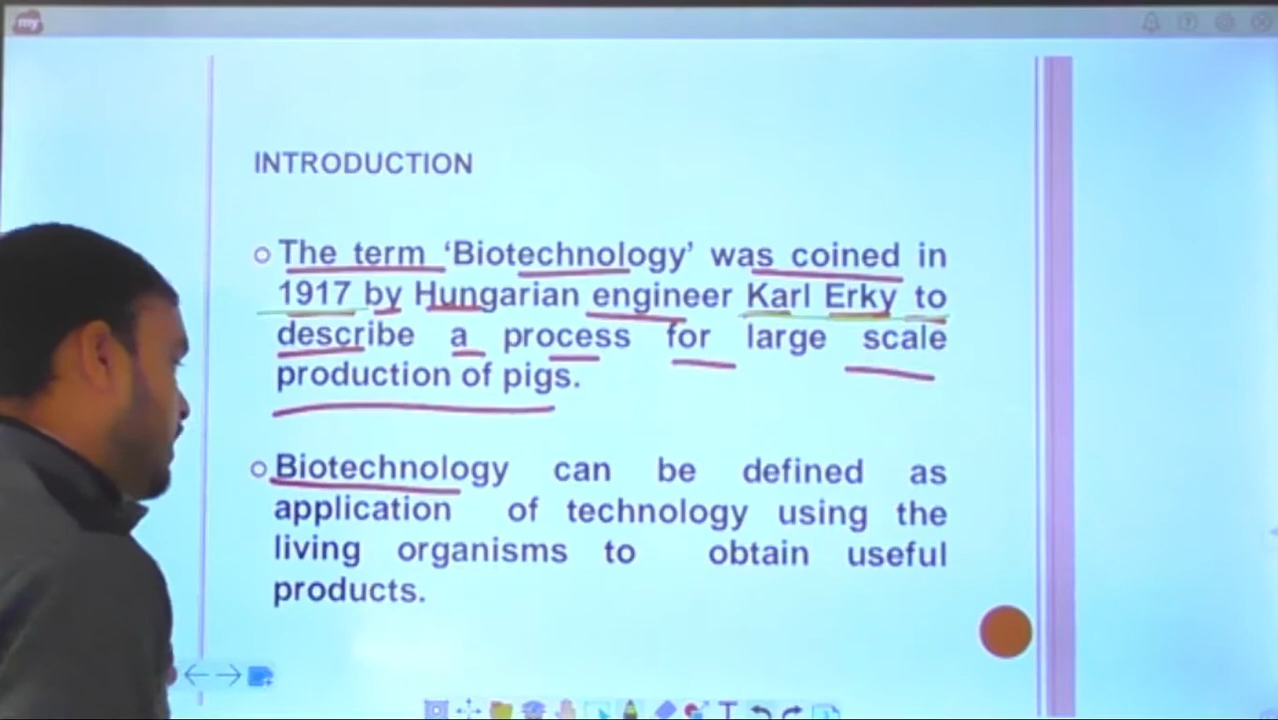 my
INTRODUCTION
The term ‘Biotechnology’ was coined in
1917 by Hungarian engineer Karl Erky to
describe a process for large scale
production of pigs.
Biotechnology can be defined as
application of technology using the
living organisms to obtain useful
products.